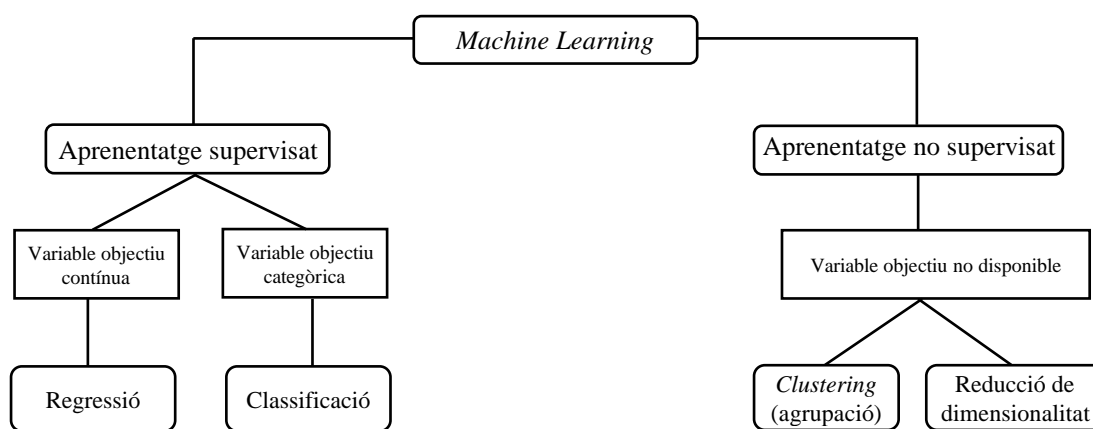 Machine Learning
Aprenentatge supervisat
Aprenentatge no supervisat
Variable objectiu
contínua
Variable objectiu
categòrica
Variable objectiu no disponible
Regressió
Classificació
Clustering
(agrupació)
Reducció de
dimensionalitat